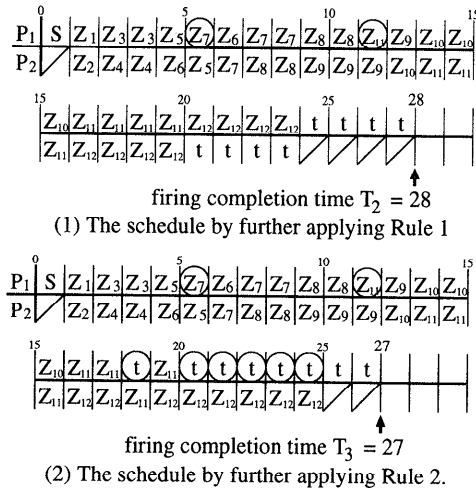 0 5 10 15
P₁ S Z₁ Z₃ Z₃ Z₅ Z₇ Z₆ Z₇ Z₇ Z₈ Z₈ Z₁₁ Z₉ Z₁₀ Z₁₀
P₂ Z₂ Z₄ Z₄ Z₆ Z₅ Z₇ Z₈ Z₈ Z₉ Z₉ Z₉ Z₁₀ Z₁₁ Z₁₁
15 20 25 28
Z₁₀ Z₁₁ Z₁₁ Z₁₁ Z₁₁ Z₁₂ Z₁₂ Z₁₂ Z₁₂ t t t t
Z₁₁ Z₁₂ Z₁₂ Z₁₂ Z₁₂ t t t t
firing completion time T₂ = 28
(1) The schedule by further applying Rule 1
0 5 10 15
P₁ S Z₁ Z₃ Z₃ Z₅ Z₇ Z₆ Z₇ Z₇ Z₈ Z₈ Z₁₁ Z₉ Z₁₀ Z₁₀
P₂ Z₂ Z₄ Z₄ Z₆ Z₅ Z₇ Z₈ Z�8 Z₉ Z₉ Z₉ Z₁₀ Z₁₁ Z₁₁
15 20 25 27
Z₁₀ Z₁₁ Z₁₁ t Z₁₁ t t t t t t t
Z₁₁ Z₁₂ Z₁₂ Z₁₂ Z₁₂ Z₁₂ Z₁₂ Z₁₂ Z₁₂ Z₁₂
firing completion time T₃ = 27
(2) The schedule by further applying Rule 2.